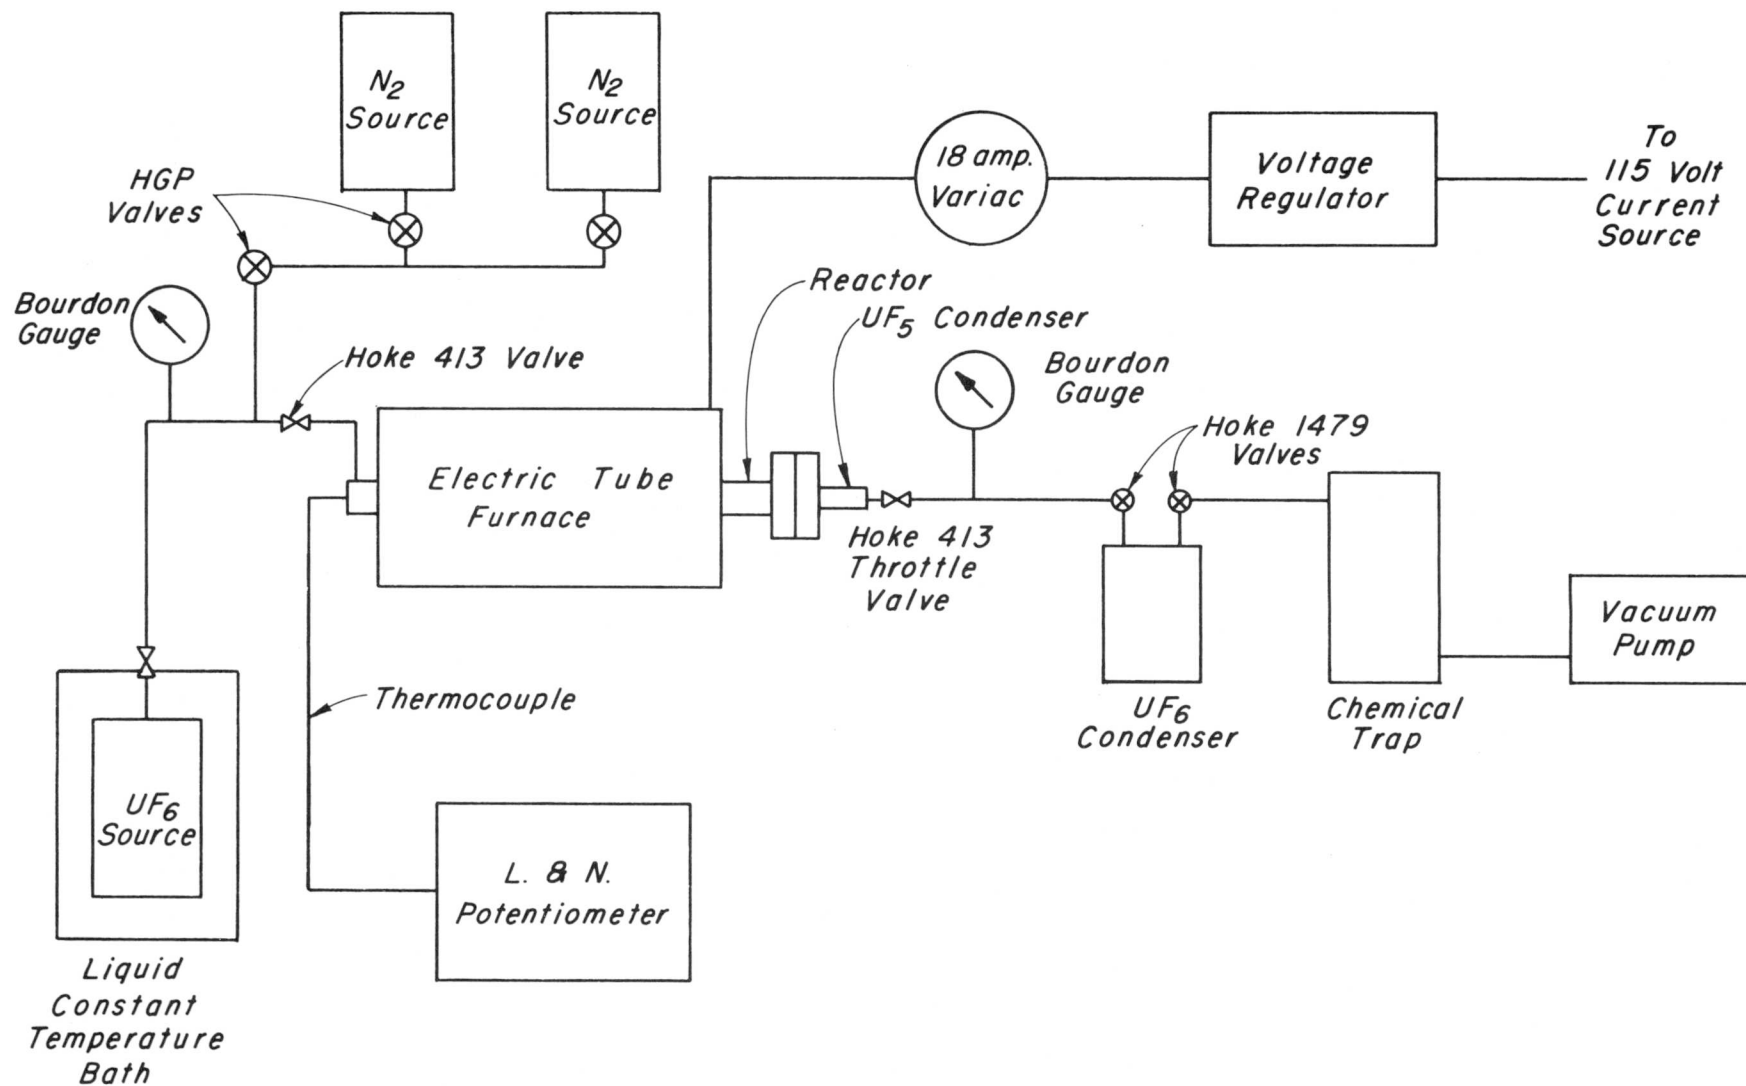 N2
Source
N2
Source
HGP
Valves
18 amp.
Variac
Voltage
Regulator
To
115 Volt
Current
Source
Bourdon
Gauge
Hoke 413 Valve
Reactor
UF5 Condenser
Bourdon
Gauge
Electric Tube
Furnace
Hoke 413
Throttle
Valve
Hoke 1479
Valves
Thermocouple
UF6
Condenser
Chemical
Trap
Vacuum
Pump
UF6
Source
L. & N.
Potentiometer
Liquid
Constant
Temperature
Bath